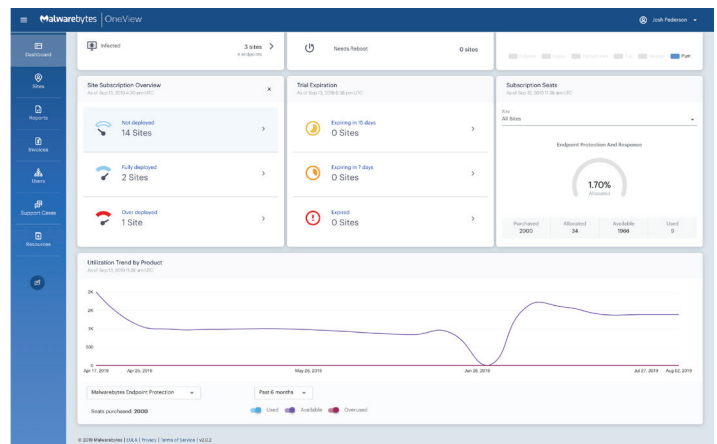 Malwarebytes | OneView
Josh Pederson
Dashboard
Sites
Reports
Invoices
Users
Support Cases
Resources
Infected
3 sites
4 endpoints
Needs Reboot
0 sites
Site Subscription Overview
Not deployed
14 Sites
Fully deployed
2 Sites
Over deployed
1 Site
Trial Expiration
Expiring in 15 days
0 Sites
Expiring in 7 days
0 Sites
Expired
0 Sites
Subscription Seats
Site
All Sites
Endpoint Protection And Response
1.70%
Allocated
Purchased Allocated Available Used
2000 34 1966
Utilization Trend by Product
2K
1K
500
0
Apr 17, 2019 Apr 25, 2019 May 26, 2019 Jun 26, 2019 Jul 27, 2019 Aug 02, 2019
Malwarebytes Endpoint Protection Past 6 months
Seats purchased: 2000 Used Available Overused
© 2019 Malwarebytes | EULA | Privacy | Terms of Service | v2.0.2